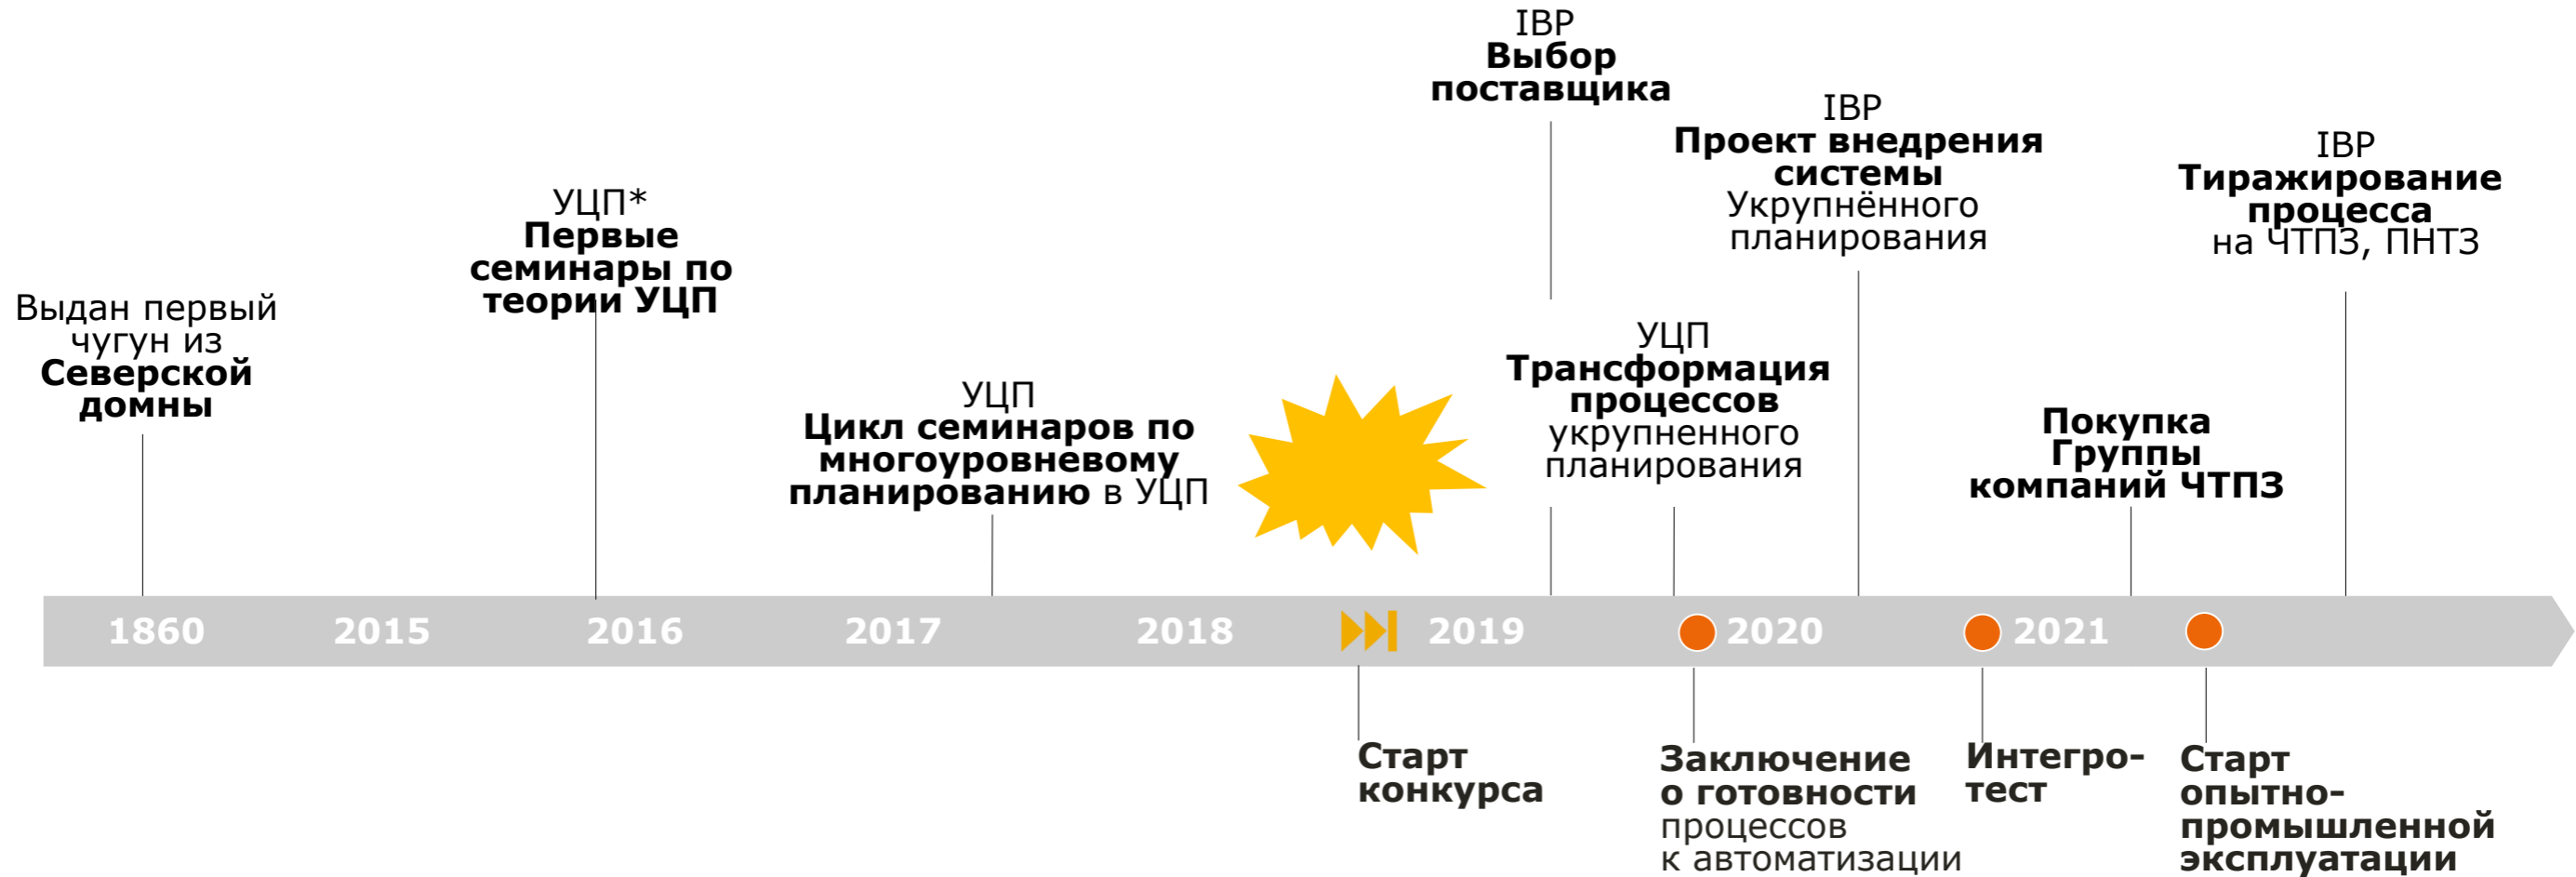 Выдан первый
чугун из
Северской
домны
УЦП*
Первые
семинары по
теории УЦП
УЦП
Цикл семинаров по
многоуровневому
планированию в УЦП
IBP
Выбор
поставщика
УЦП
Трансформация
процессов
укрупненного
планирования
IBP
Проект внедрения
системы
Укрупнённого
планирования
Покупка
Группы
компаний ЧТПЗ
IBP
Тиражирование
процесса
на ЧТПЗ, ПНТЗ
1860 2015 2016 2017 2018 2019 2020 2021
Старт
конкурса
Заключение
о готовности
процессов
к автоматизации
Интегро-
тест
Старт
опытно-
промышленной
эксплуатации